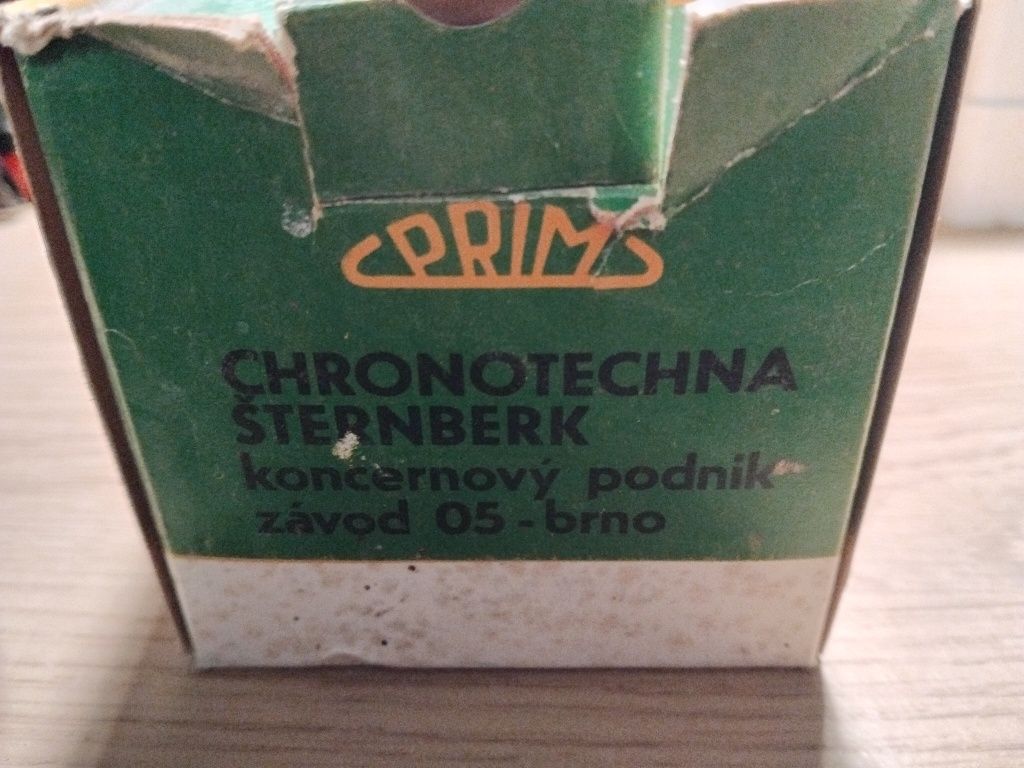 PRIM
CHRONOTECHNA
ŠTERNBERK
koncernový podnik
závod 05 - brno